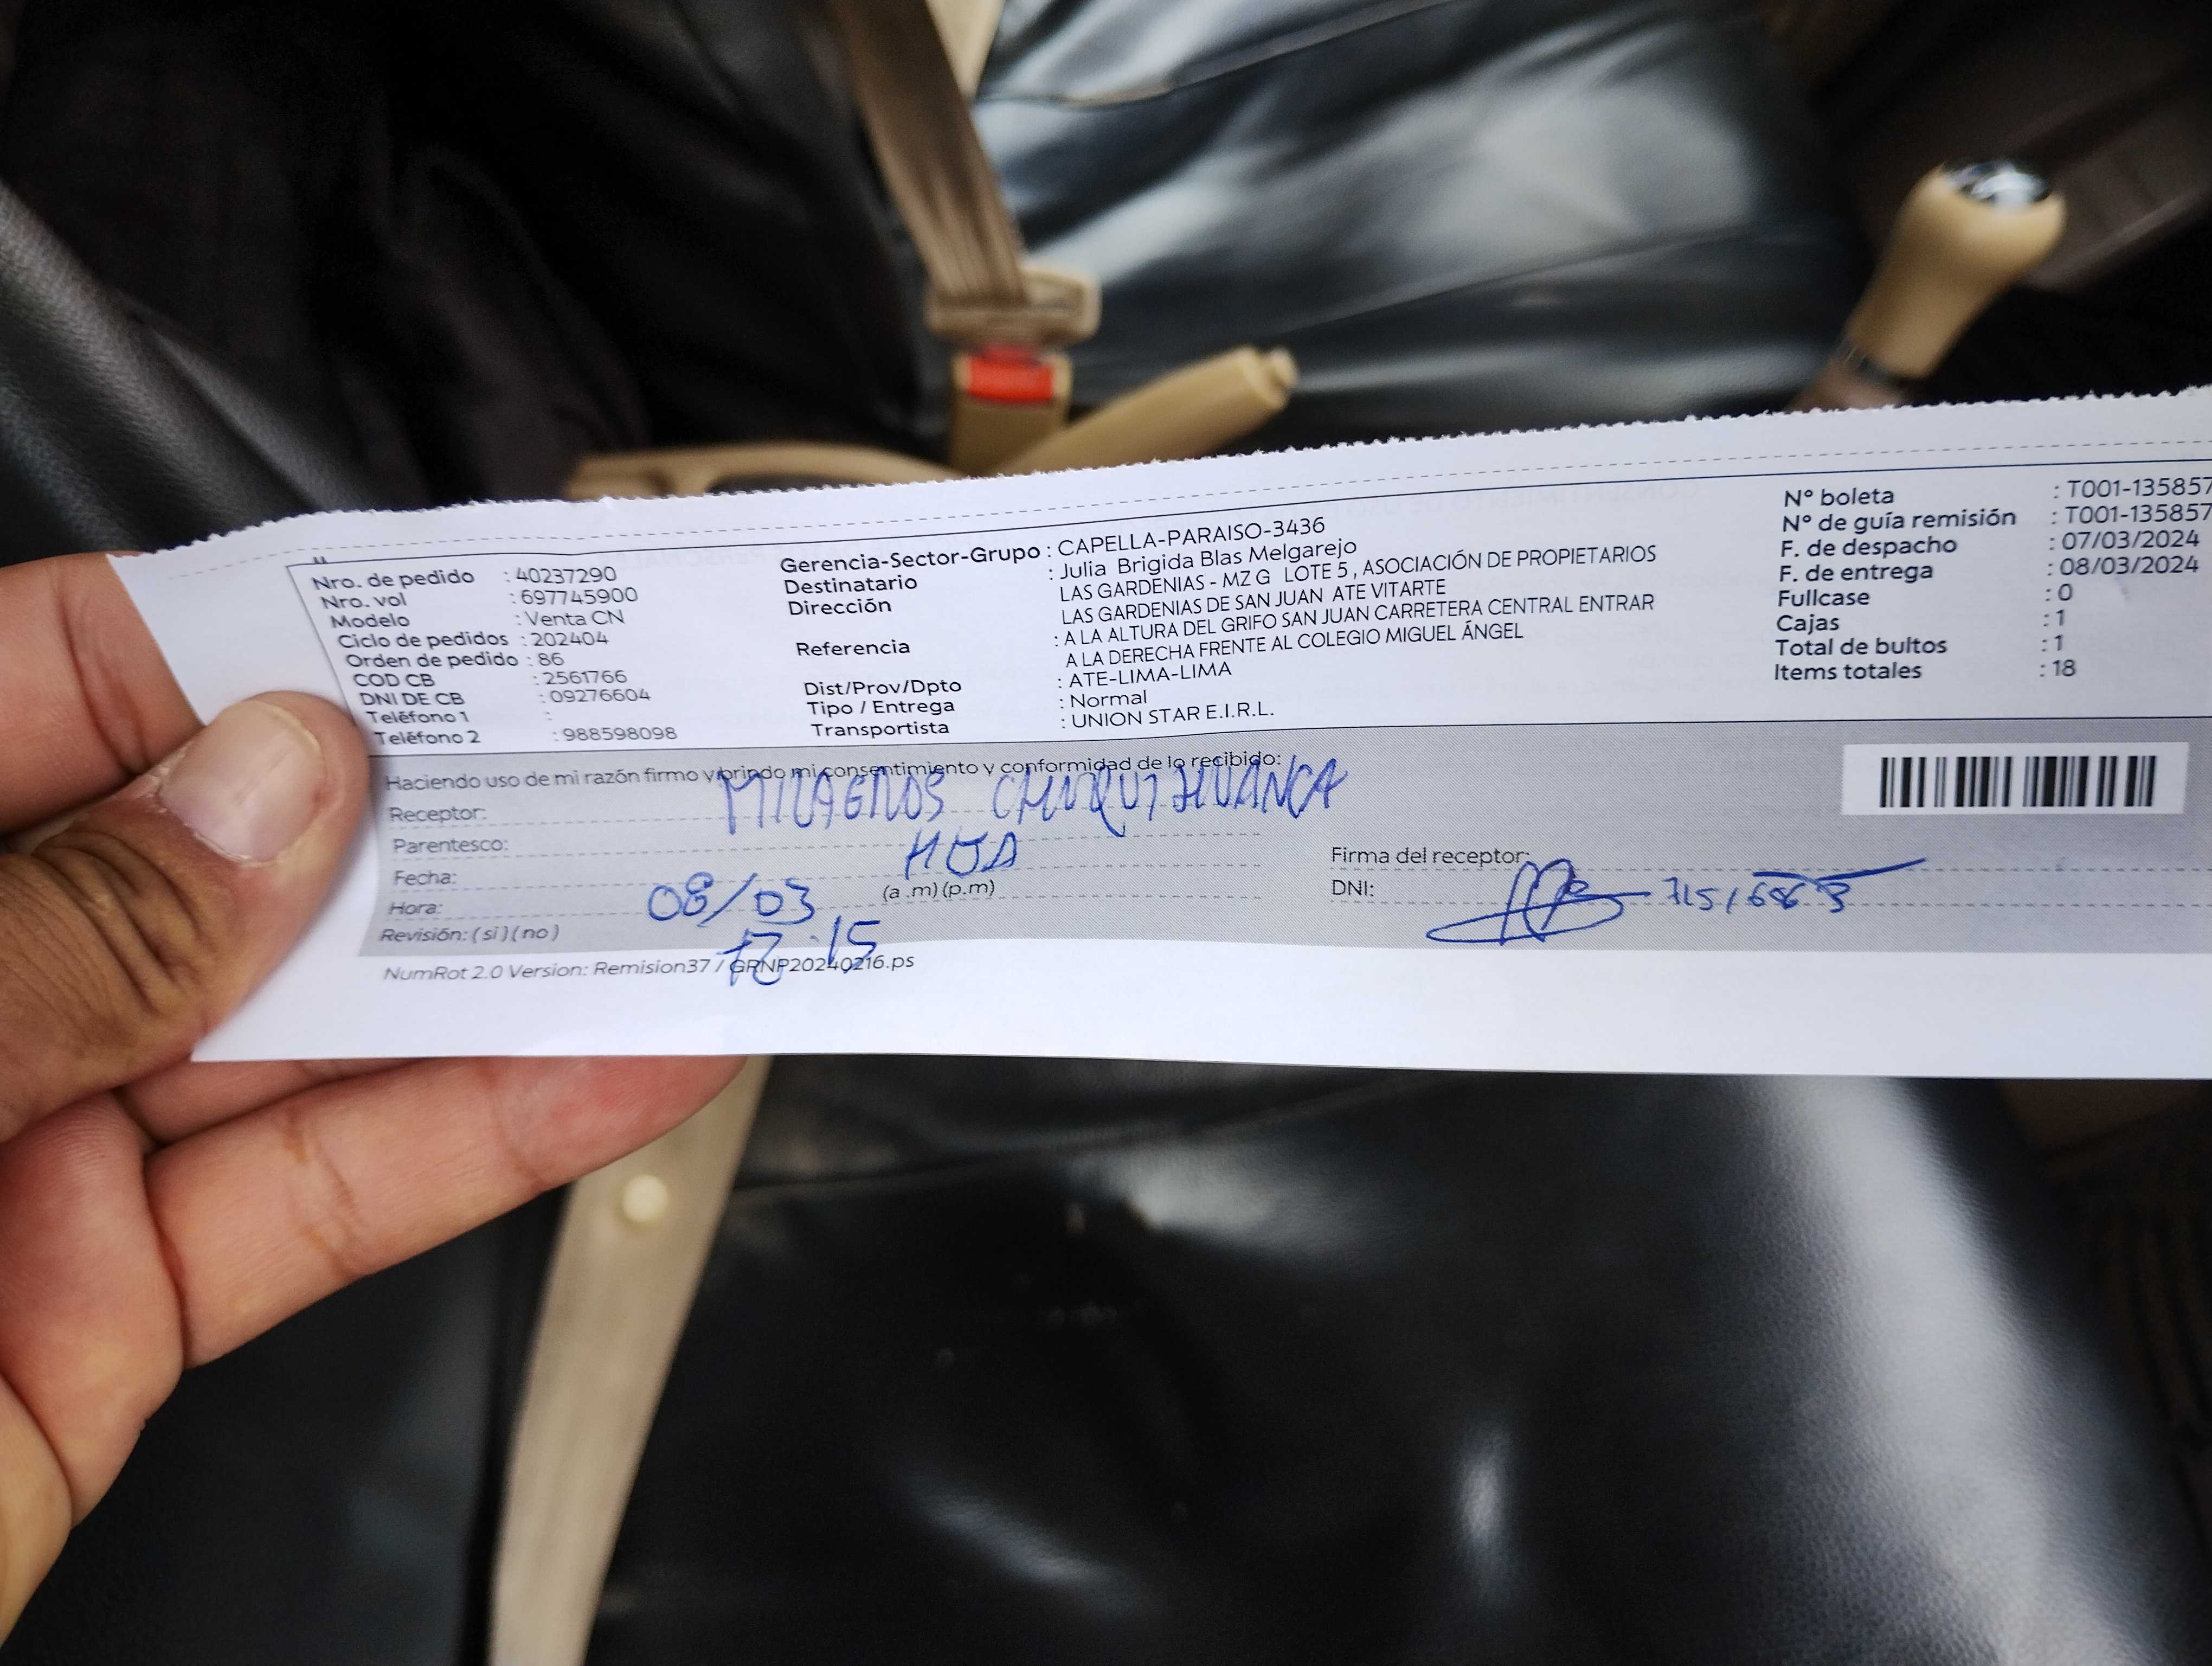 Nro. de pedido : 40237290
Nro. vol : 697745900
Modelo : Venta CN
Ciclo de pedidos : 202404
Orden de pedido : 86
COD CB : 2561766
DNI DE CB : 09276604
Teléfono 1 :
Teléfono 2 : 988598098
Gerencia-Sector-Grupo : CAPELLA-PARAISO-3436
Destinatario : Julia Brigida Blas Melgarejo
Dirección LAS GARDENIAS - MZ G LOTE 5 , ASOCIACIÓN DE PROPIETARIOS
LAS GARDENIAS DE SAN JUAN ATE VITARTE
Referencia : A LA ALTURA DEL GRIFO SAN JUAN CARRETERA CENTRAL ENTRAR
A LA DERECHA FRENTE AL COLEGIO MIGUEL ÁNGEL
Dist/Prov/Dpto : ATE-LIMA-LIMA
Tipo / Entrega : Normal
Transportista : UNION STAR E.I.R.L.
N° boleta : T001-135857
N° de guía remisión : T001-135857
F. de despacho : 07/03/2024
F. de entrega : 08/03/2024
Fullcase : 0
Cajas : 1
Total de bultos : 1
Items totales : 18
Haciendo uso de mi razón firmo y brindo mi consentimiento y conformidad de lo recibido:
Receptor: MILAGROS
Parentesco:
Fecha: 08/03
Hora: (a .m) (p.m)
Revisión: ( si ) ( no )
Firma del receptor:
DNI:
NumRot 2.0 Version: Remision37 / GRNP20240216.ps